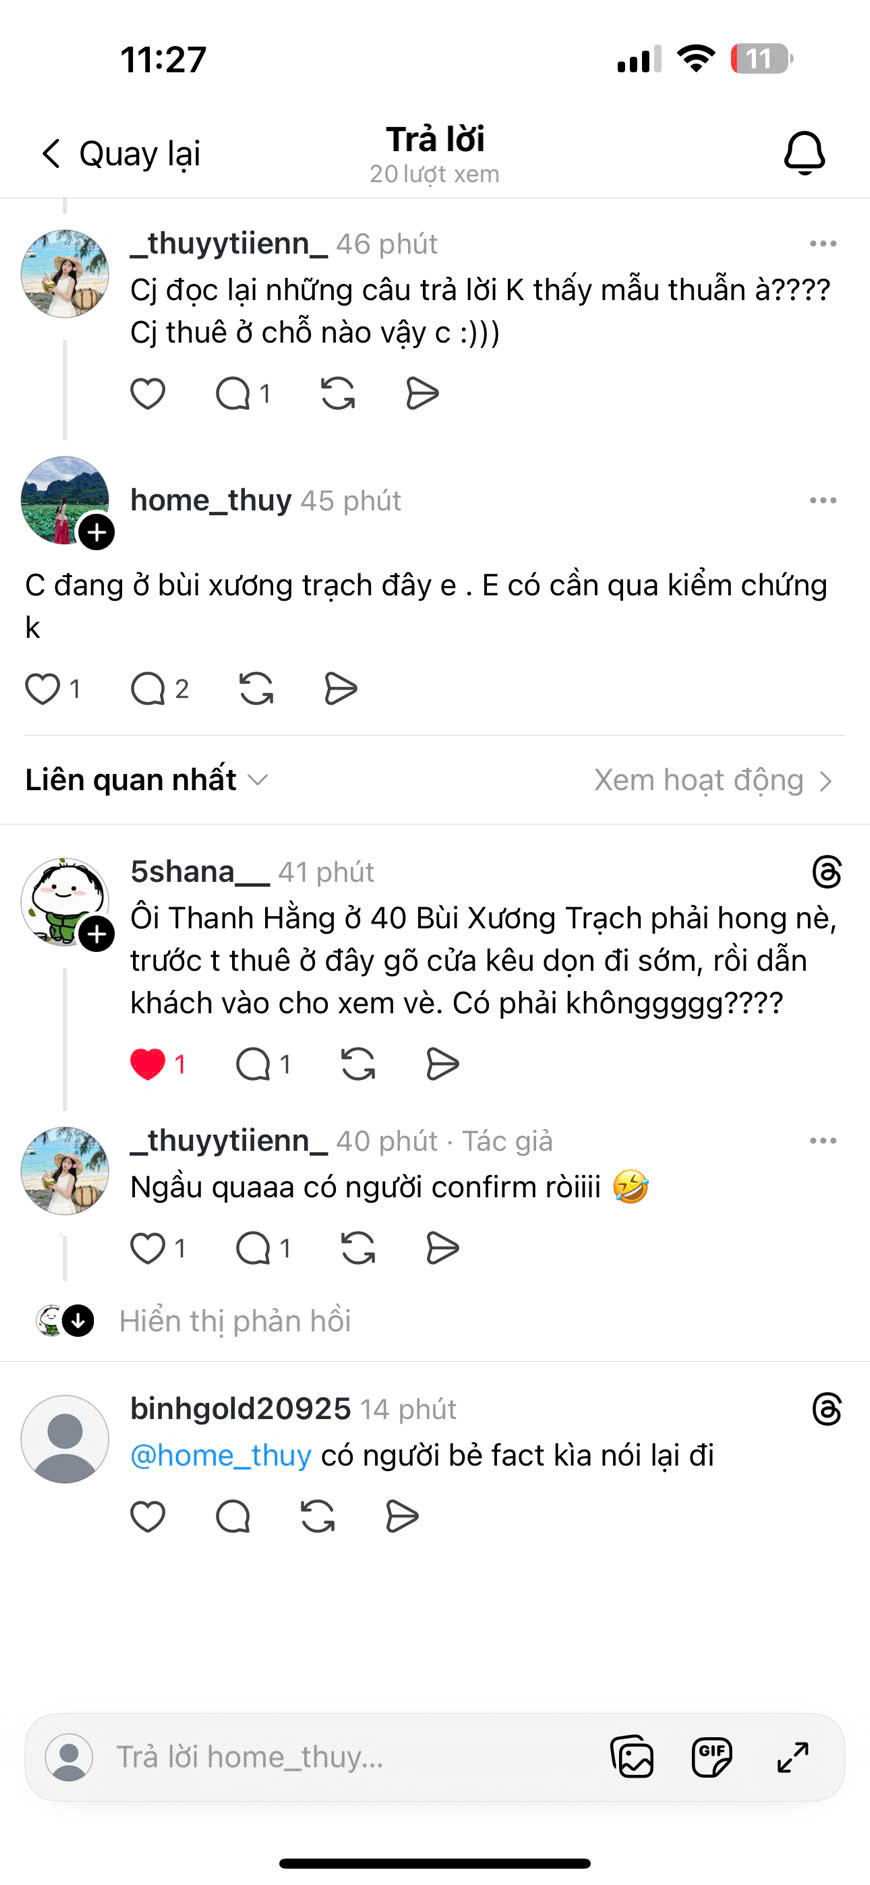 11:27
11
Quay lại
Trả lời
20 lượt xem
_thuyytiienn_ 46 phút
Cj đọc lại những câu trả lời K thấy mẫu thuẫn à????
Cj thuê ở chỗ nào vậy c :)))
1
home_thuy 45 phút
C đang ở bùi xương trạch đây e . E có cần qua kiểm chứng
k
1 2
Liên quan nhất
Xem hoạt động
5shana__ 41 phút
Ôi Thanh Hằng ở 40 Bùi Xương Trạch phải hong nè,
trước t thuê ở đây gõ cửa kêu dọn đi sớm, rồi dẫn
khách vào cho xem vè. Có phải khônggggg????
1 1
_thuyytiienn_ 40 phút · Tác giả
Ngầu quaaa có người confirm ròiiii 🤣
1 1
Hiển thị phản hồi
binhgold20925 14 phút
@home_thuy có người bẻ fact kìa nói lại đi
Trả lời home_thuy...
GIF